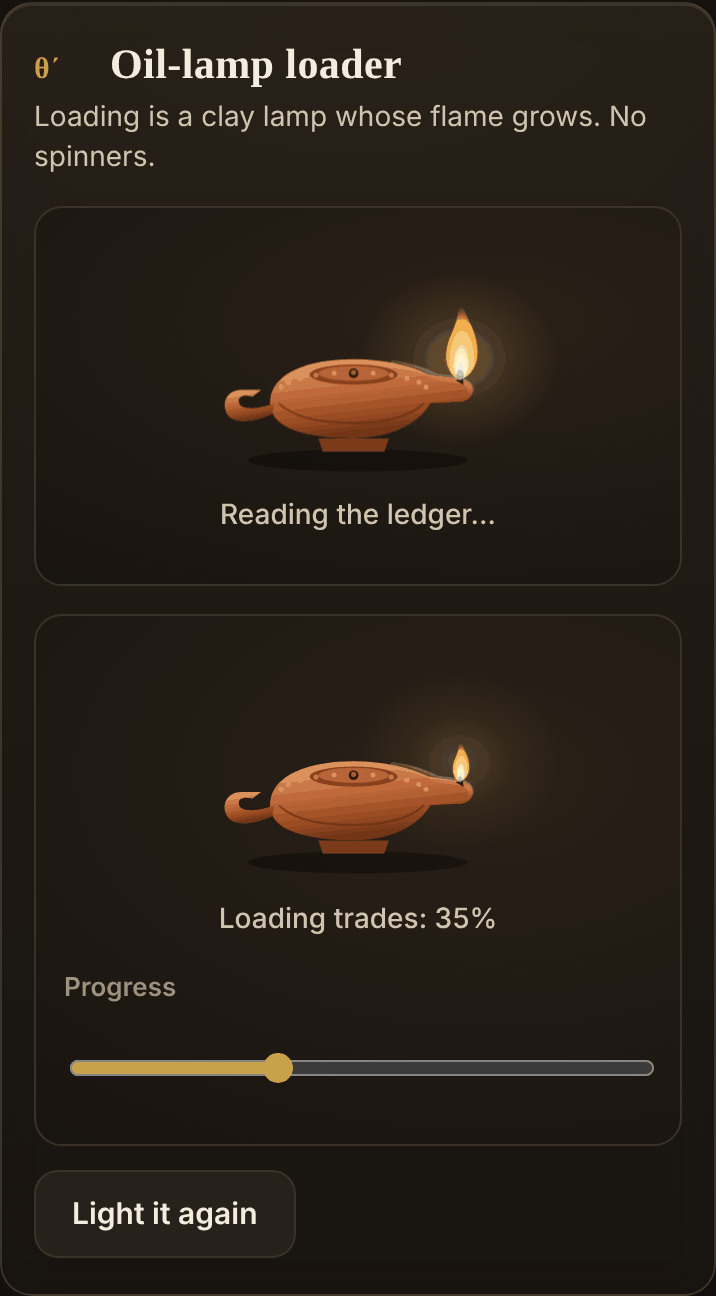 θ΄ Oil-lamp loader
Loading is a clay lamp whose flame grows. No
spinners.
Reading the ledger...
Loading trades: 35%
Progress
Light it again